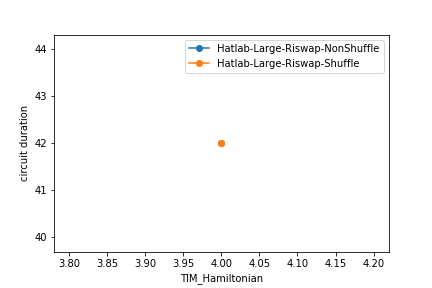 Hatlab-Large-Riswap-NonShuffle
Hatlab-Large-Riswap-Shuffle
44
43
42
41
40
circuit duration
3.80 3.85 3.90 3.95 4.00 4.05 4.10 4.15 4.20
TIM_Hamiltonian